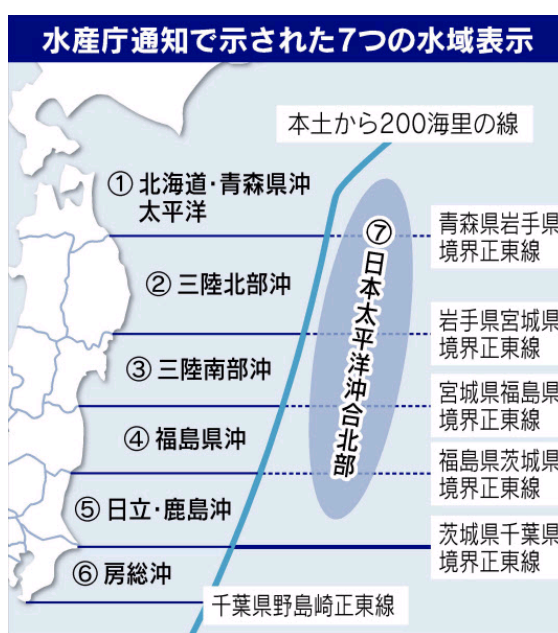 水産庁通知で示された7つの水域表示
本土から200海里の線
① 北海道・青森県沖
太平洋
⑦日本太平洋沖合北部
青森県岩手県
境界正東線
② 三陸北部沖
岩手県宮城県
境界正東線
③ 三陸南部沖
宮城県福島県
境界正東線
④ 福島県沖
福島県茨城県
境界正東線
⑤ 日立・鹿島沖
茨城県千葉県
境界正東線
⑥ 房総沖
千葉県野島崎正東線